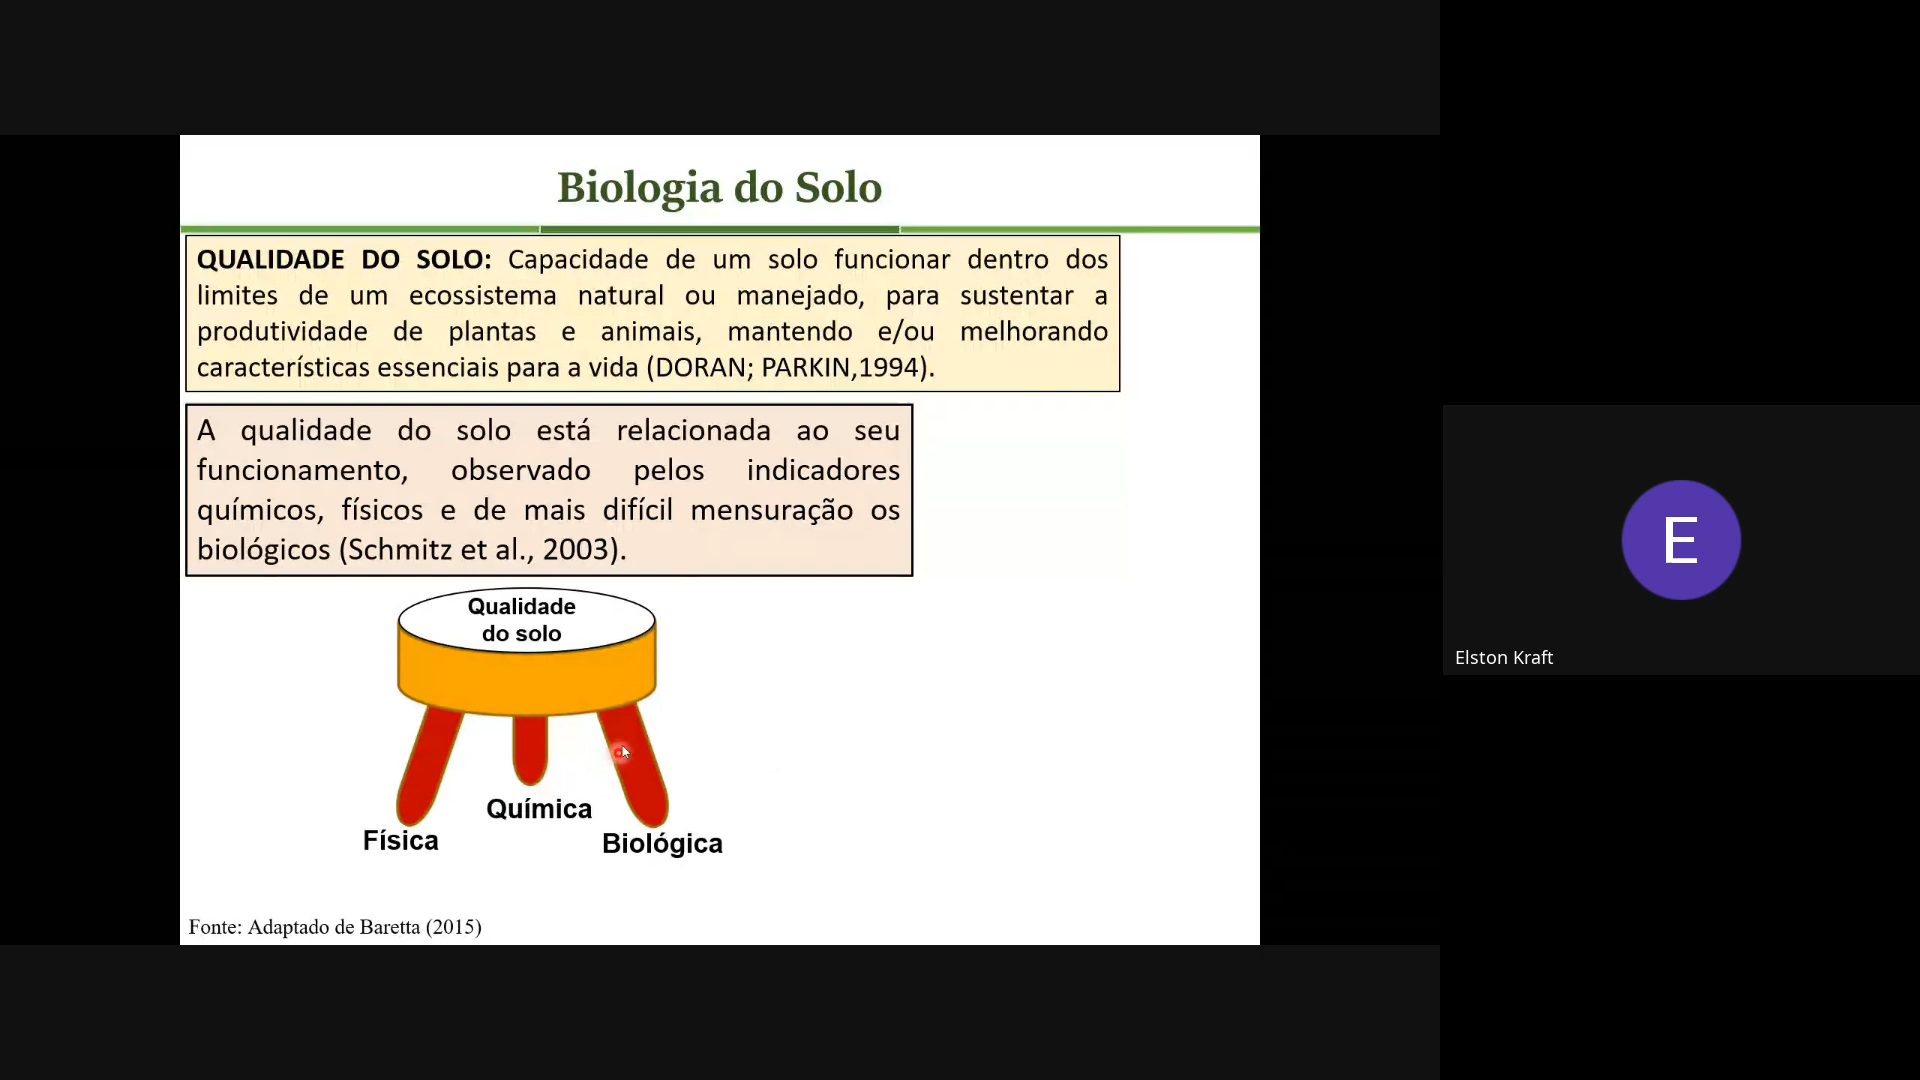 Biologia do Solo
QUALIDADE DO SOLO: Capacidade de um solo funcionar dentro dos
limites de um ecossistema natural ou manejado, para sustentar a
produtividade de plantas e animais, mantendo e/ou melhorando
características essenciais para a vida (DORAN; PARKIN,1994).
A qualidade do solo está relacionada ao seu
funcionamento, observado pelos indicadores
químicos, físicos e de mais difícil mensuração os
biológicos (Schmitz et al., 2003).
Qualidade
do solo
Química
Física
Biológica
Fonte: Adaptado de Baretta (2015)
E
Elston Kraft